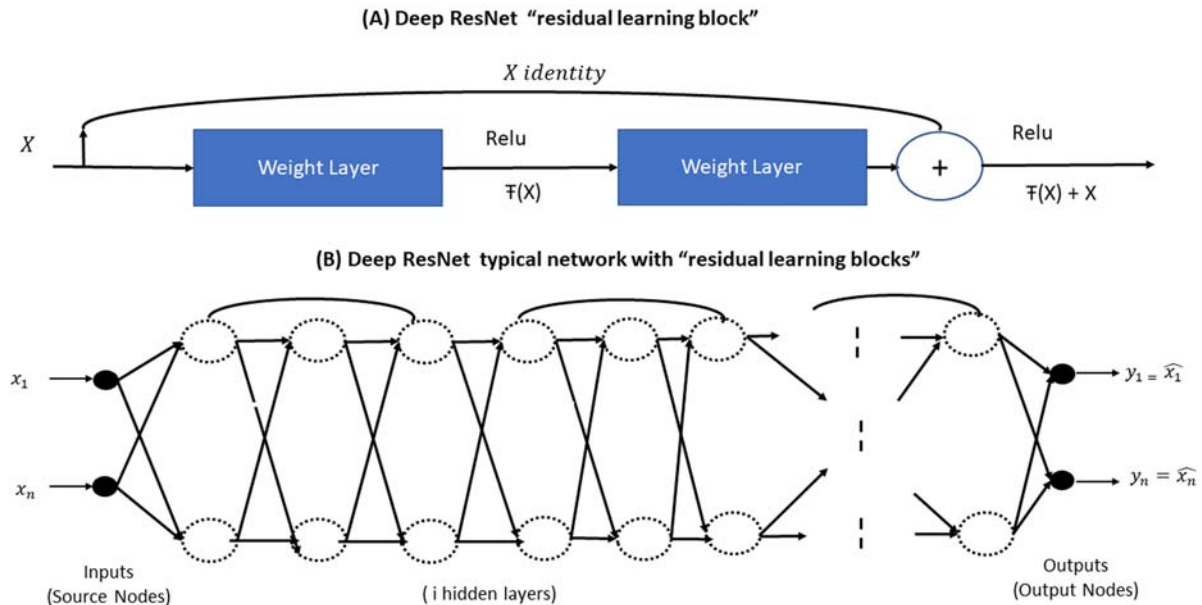 (A) Deep ResNet “residual learning block”
X identity
X
Weight Layer
Relu
Ŧ(X)
Weight Layer
+
Relu
Ŧ(X) + X
(B) Deep ResNet typical network with “residual learning blocks”
x₁
y₁ = x̂₁
xₙ
yₙ = x̂ₙ
Inputs
(Source Nodes)
( i hidden layers)
Outputs
(Output Nodes)